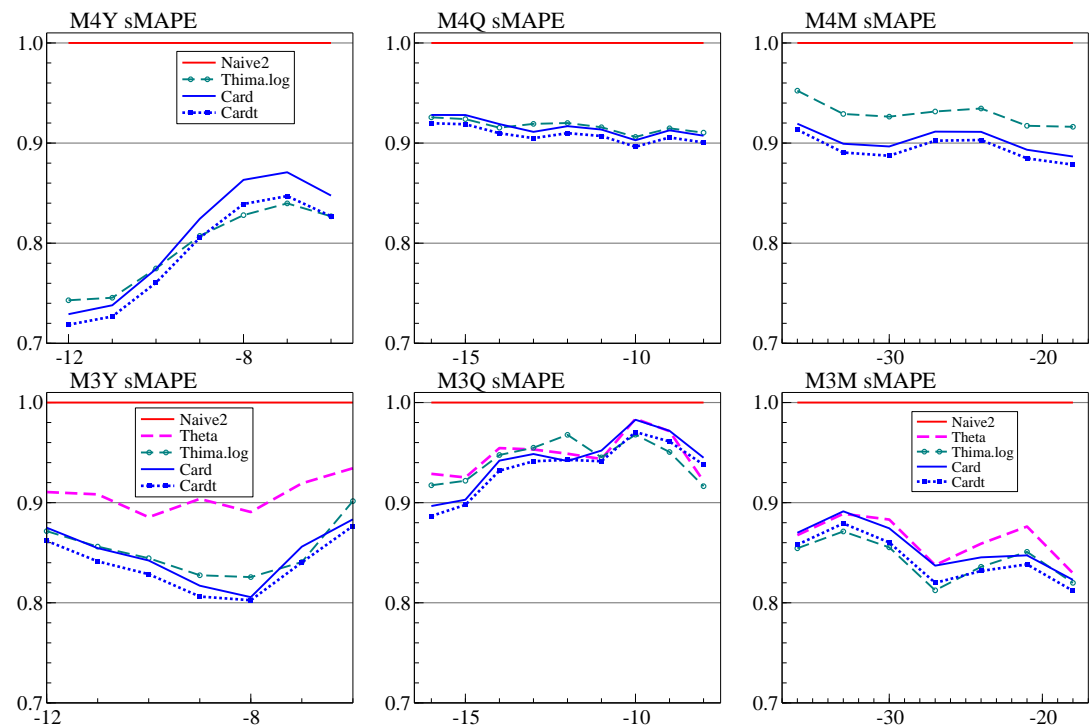 M4Y sMAPE
1.0
0.9
0.8
0.7
-12
-8
Naive2
Thima.log
Card
Cardt
M4Q sMAPE
1.0
0.9
0.8
0.7
-15
-10
M4M sMAPE
1.0
0.9
0.8
0.7
-30
-20
M3Y sMAPE
1.0
0.9
0.8
0.7
-12
-8
Naive2
Theta
Thima.log
Card
Cardt
M3Q sMAPE
1.0
0.9
0.8
0.7
-15
-10
M3M sMAPE
1.0
0.9
0.8
0.7
-30
-20
Naive2
Theta
Thima.log
Card
Cardt